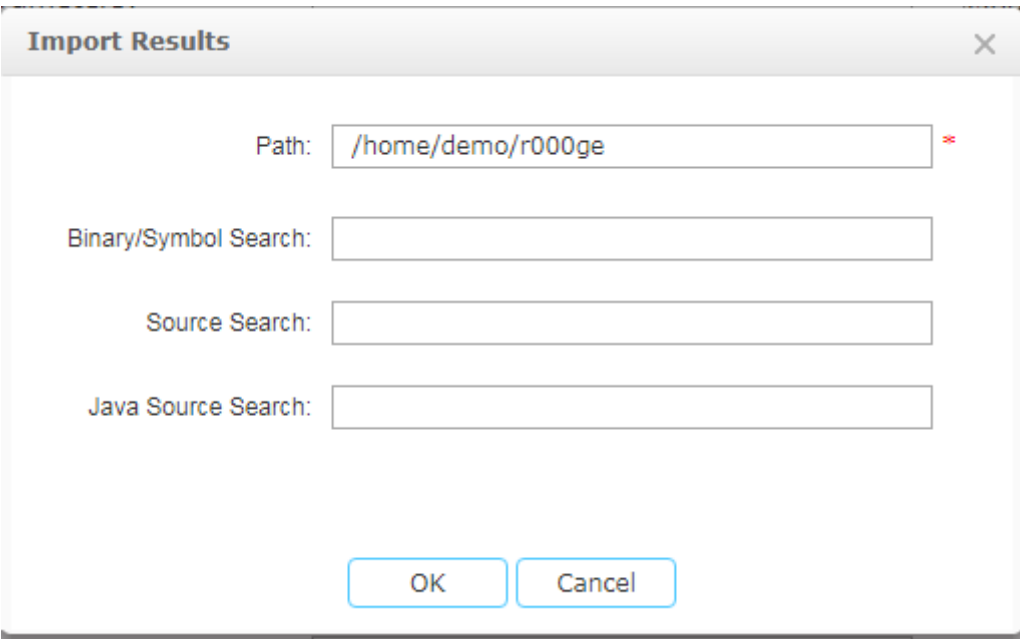 Import Results
Path: /home/demo/r000ge *
Binary/Symbol Search:
Source Search:
Java Source Search:
OK Cancel